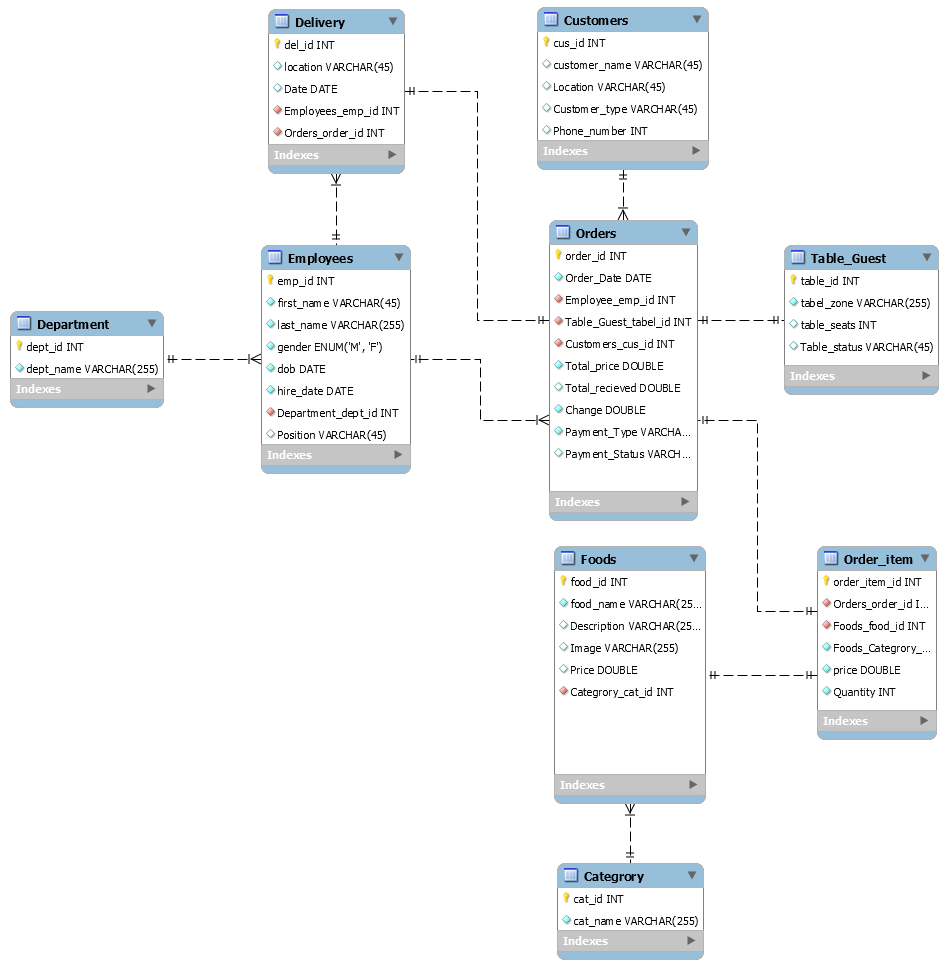 Delivery
del_id INT
location VARCHAR(45)
Date DATE
Employees_emp_id INT
Orders_order_id INT
Indexes
Customers
cus_id INT
customer_name VARCHAR(45)
Location VARCHAR(45)
Customer_type VARCHAR(45)
Phone_number INT
Indexes
Employees
emp_id INT
first_name VARCHAR(45)
last_name VARCHAR(255)
gender ENUM('M', 'F')
dob DATE
hire_date DATE
Department_dept_id INT
Position VARCHAR(45)
Indexes
Orders
order_id INT
Order_Date DATE
Employee_emp_id INT
Table_Guest_tabel_id INT
Customers_cus_id INT
Total_price DOUBLE
Total_recieved DOUBLE
Change DOUBLE
Payment_Type VARCHA...
Payment_Status VARCH...
Indexes
Table_Guest
table_id INT
tabel_zone VARCHAR(255)
table_seats INT
Table_status VARCHAR(45)
Indexes
Department
dept_id INT
dept_name VARCHAR(255)
Indexes
Foods
food_id INT
food_name VARCHAR(25...
Description VARCHAR(25...
Image VARCHAR(255)
Price DOUBLE
Categrory_cat_id INT
Indexes
Order_item
order_item_id INT
Orders_order_id I...
Foods_food_id INT
Foods_Categrory_...
price DOUBLE
Quantity INT
Indexes
Categrory
cat_id INT
cat_name VARCHAR(255)
Indexes